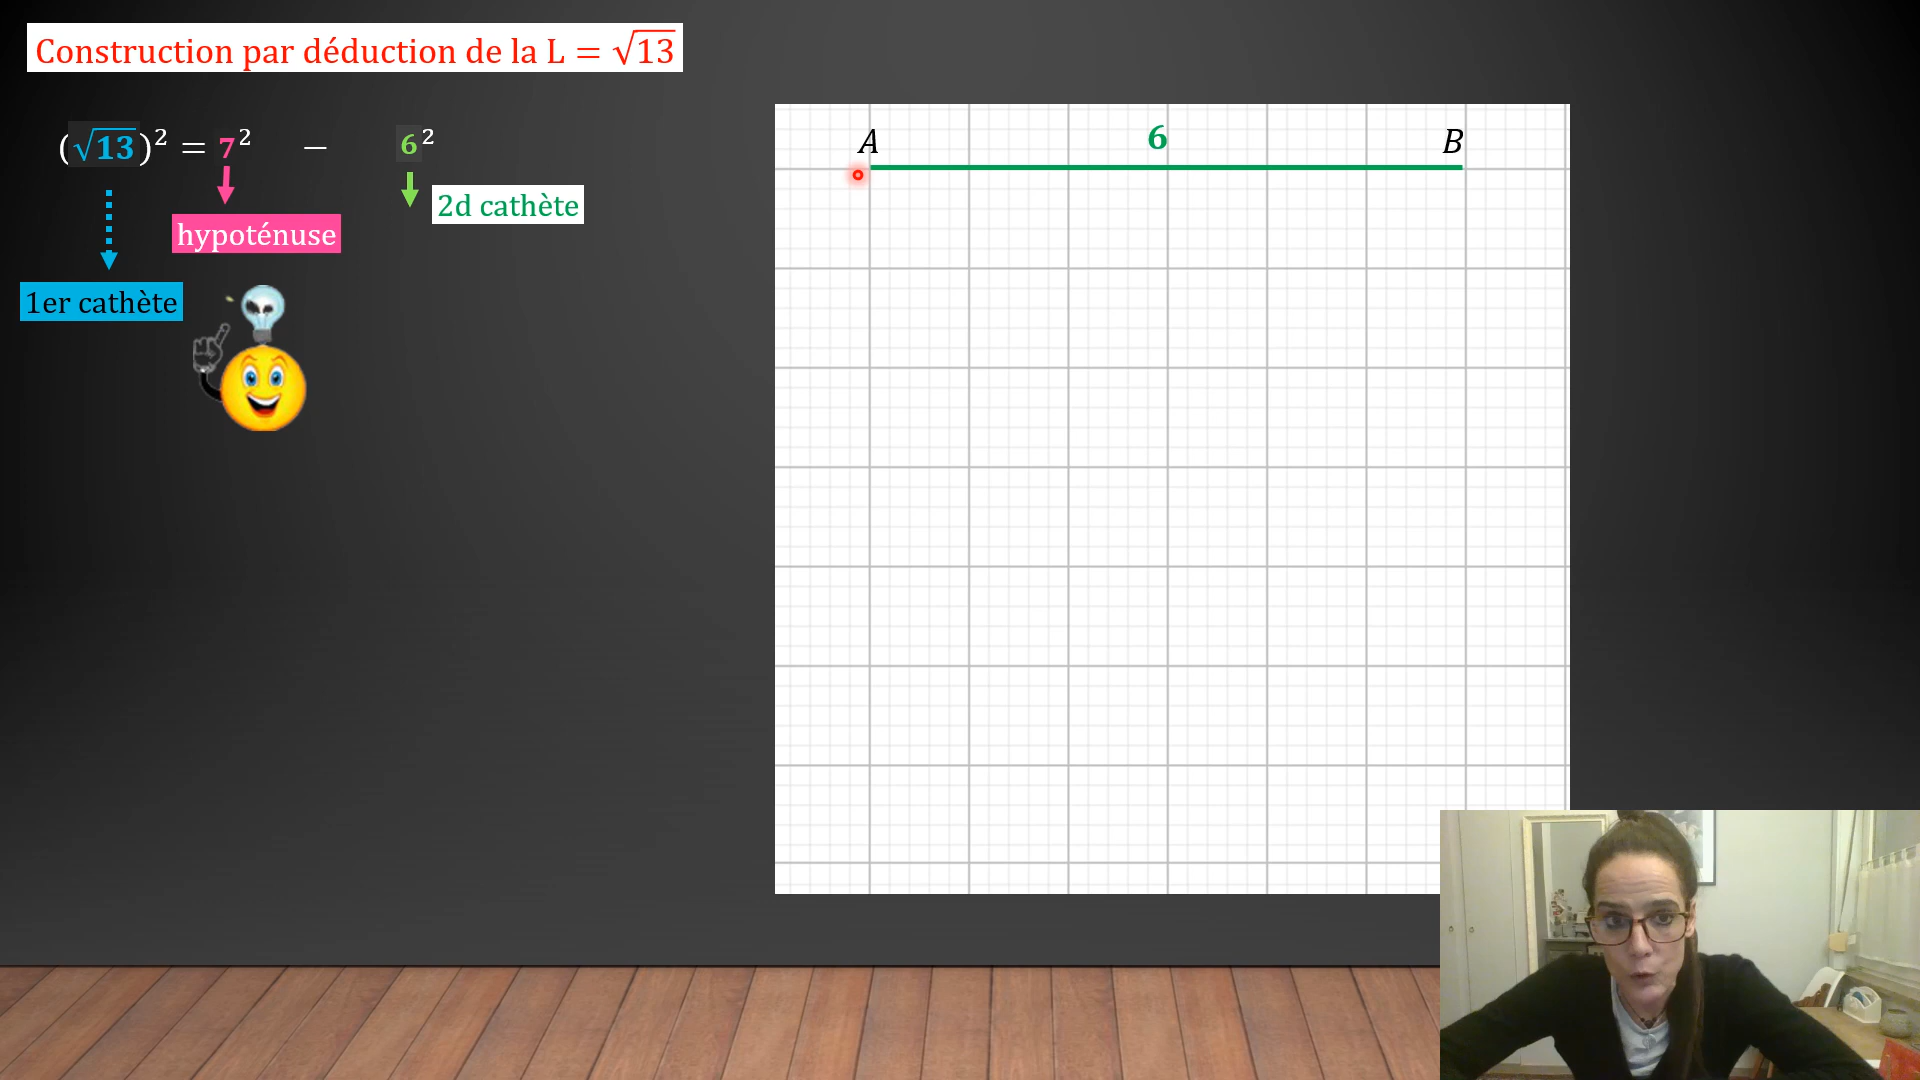 Construction par déduction de la L = √13
(√13)² = 7² − 6²
2d cathète
hypoténuse
1er cathète
A 6 B